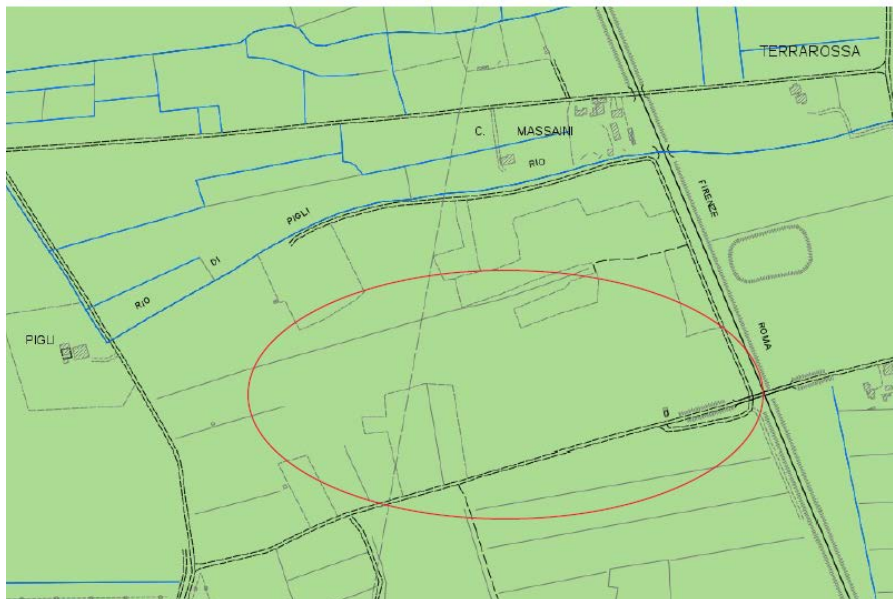 TERRAROSSA
C. MASSAINI
RIO
FIRENZE
PIGLI
DI
RIO
PIGLI
ROMA